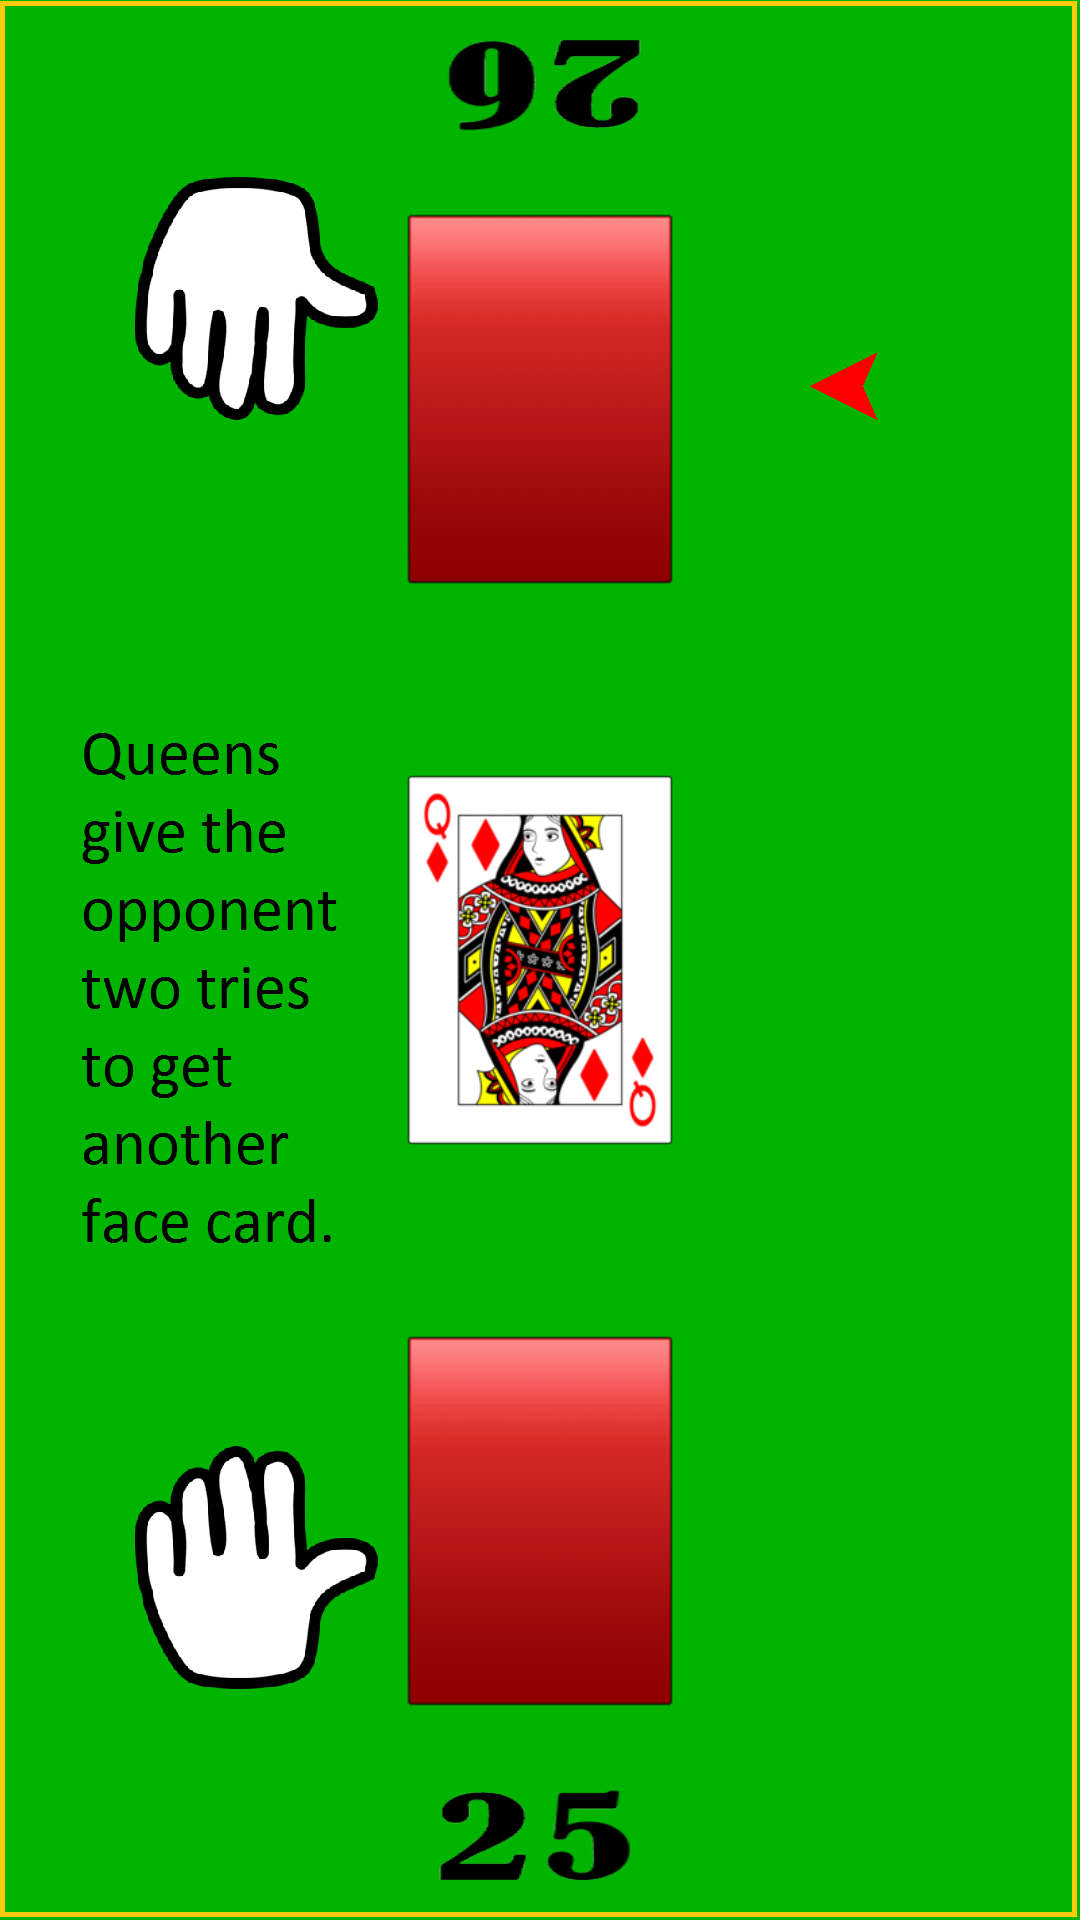 26
Q
Queens
give the
opponent
two tries
to get
another
face card.
Q
25